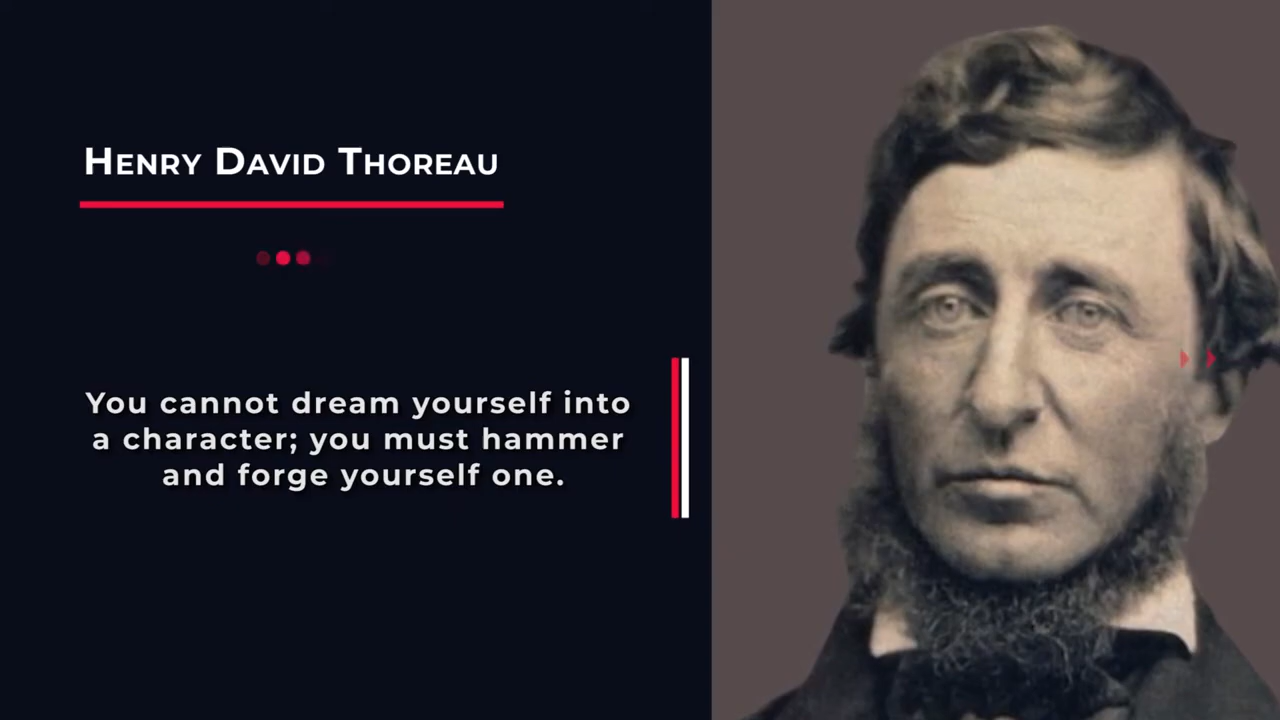 Henry David Thoreau
You cannot dream yourself into
a character; you must hammer
and forge yourself one.